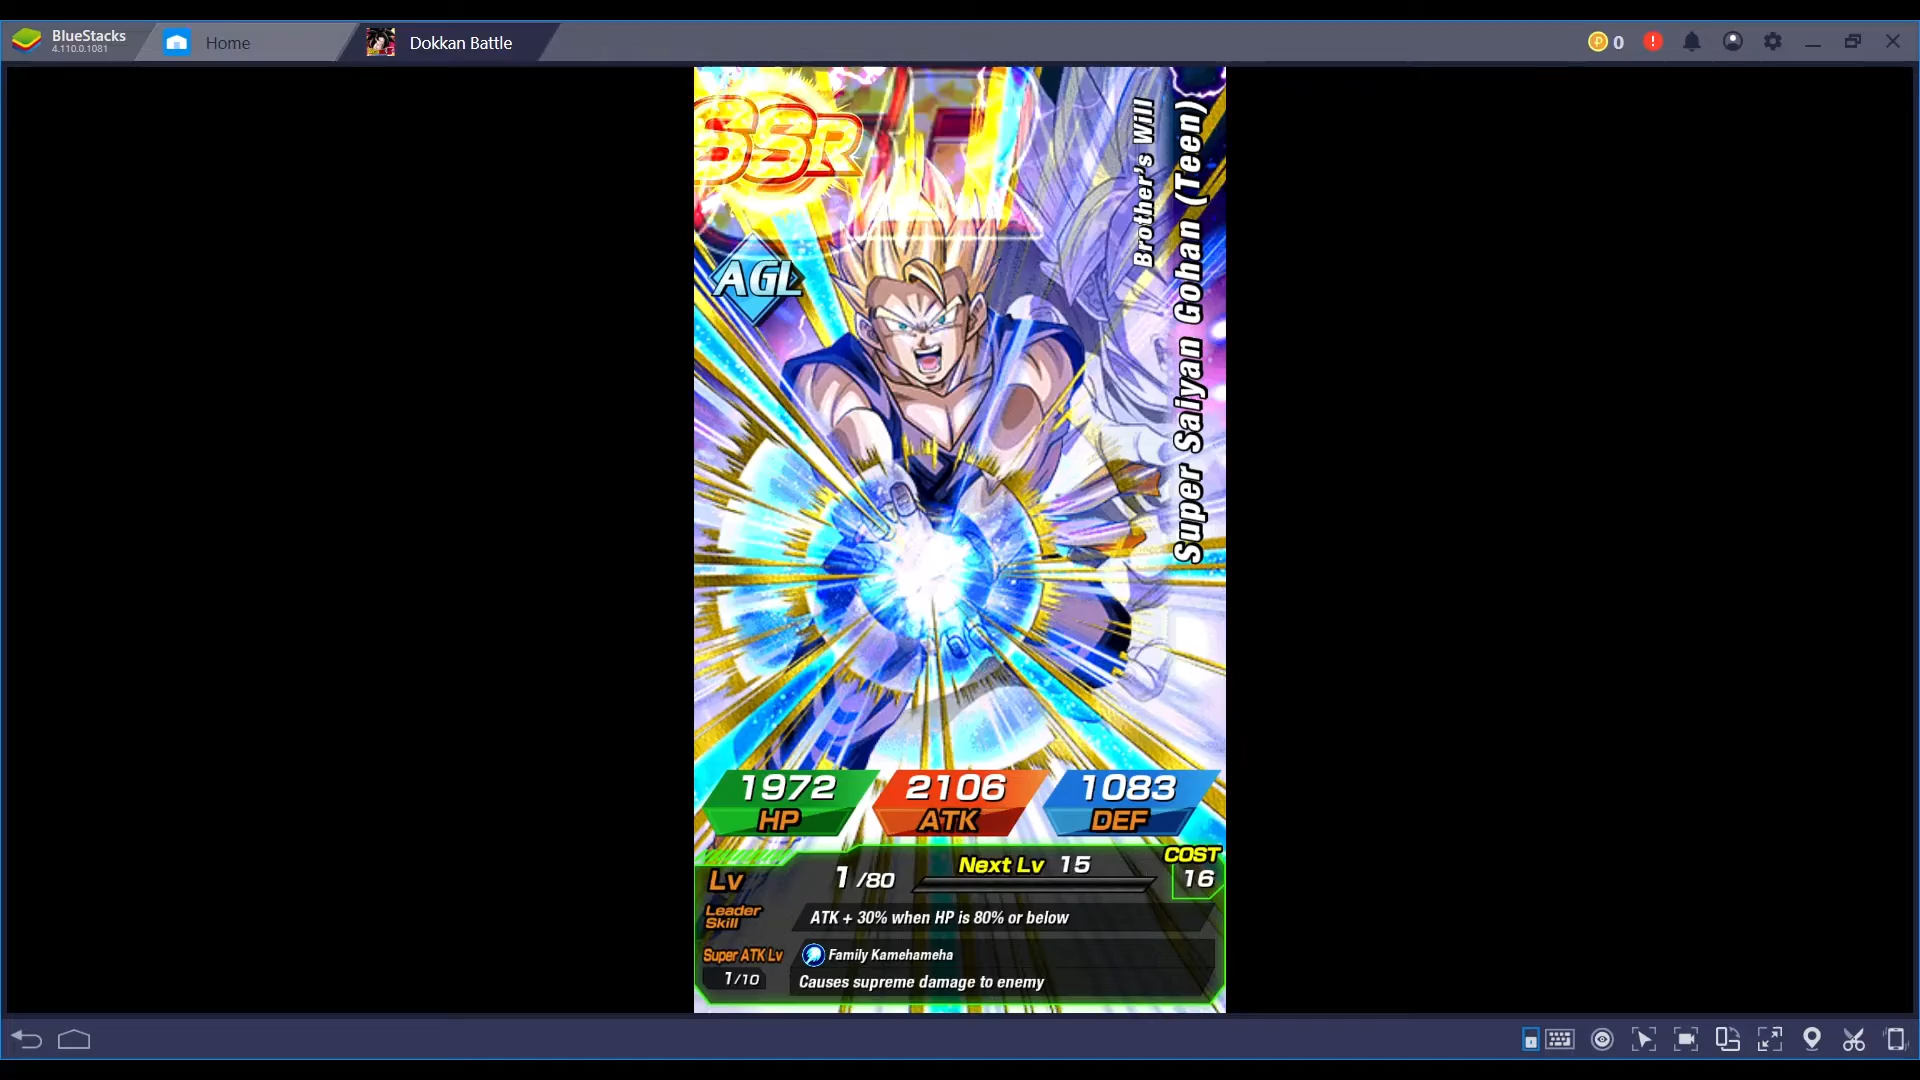 BlueStacks
4.110.0.1081
Home
Dokkan Battle
0
SSR
AGL
Brother's Will
Super Saiyan Gohan (Teen)
1972
HP
2106
ATK
1083
DEF
Lv
1/80
Next Lv 15
COST
16
Leader Skill
ATK + 30% when HP is 80% or below
Super ATK Lv
1/10
Family Kamehameha
Causes supreme damage to enemy